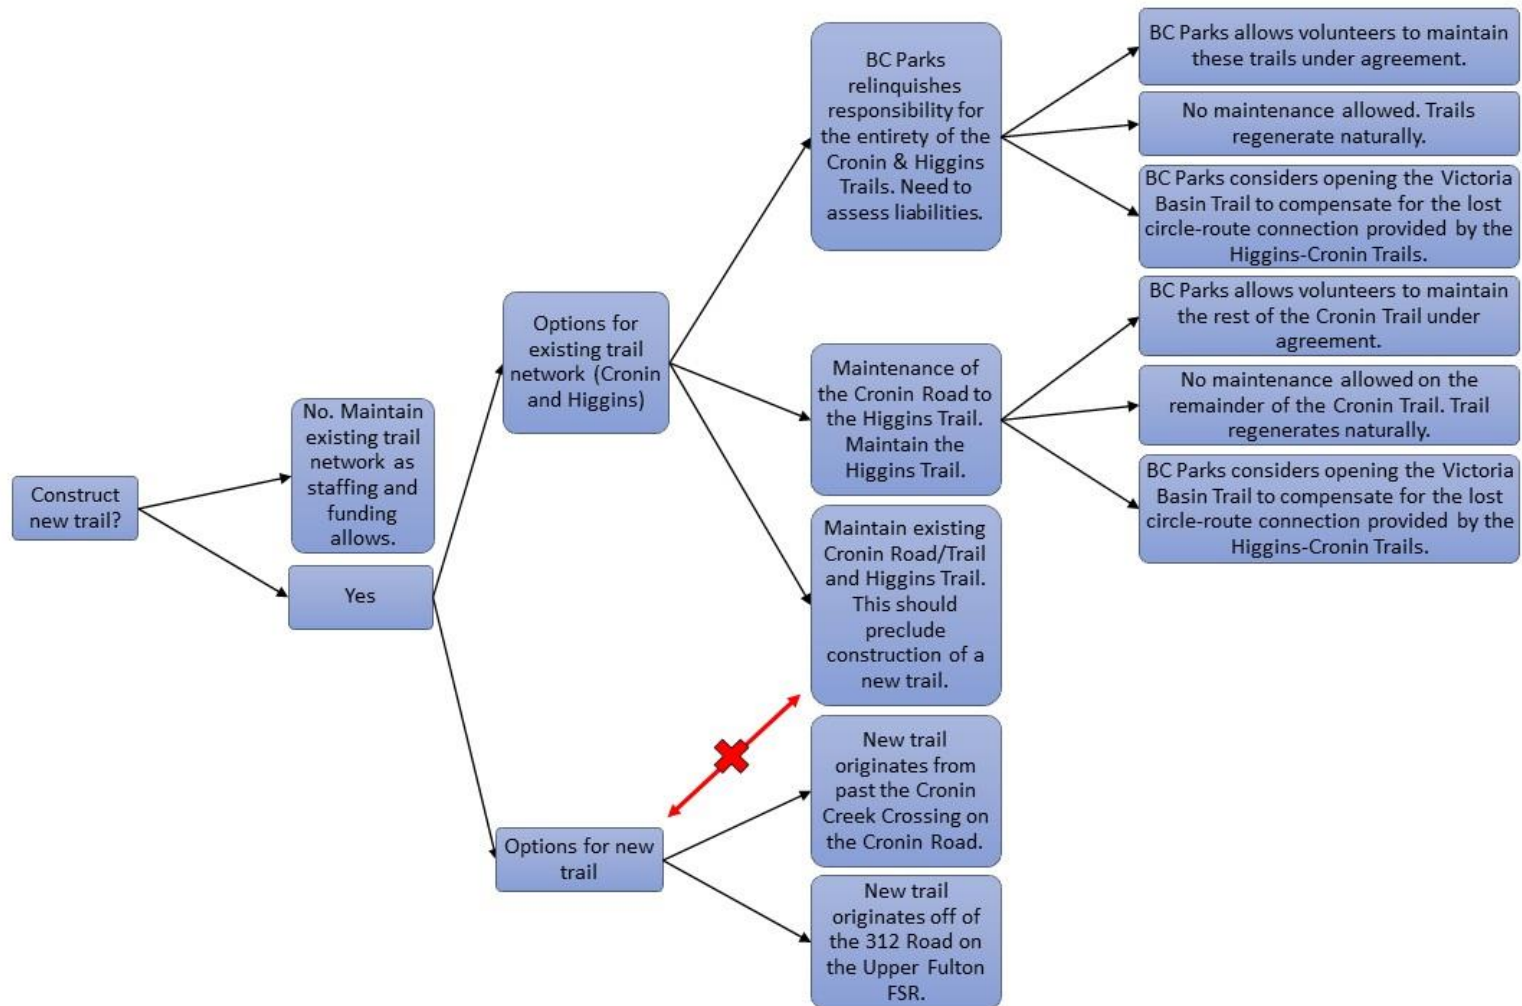 Construct
new trail?
No. Maintain
existing trail
network as
staffing and
funding
allows.
Yes
Options for
existing trail
network (Cronin
and Higgins)
Options for new
trail
BC Parks
relinquishes
responsibility for
the entirety of the
Cronin & Higgins
Trails. Need to
assess liabilities.
Maintenance of
the Cronin Road to
the Higgins Trail.
Maintain the
Higgins Trail.
Maintain existing
Cronin Road/Trail
and Higgins Trail.
This should
preclude
construction of a
new trail.
New trail
originates from
past the Cronin
Creek Crossing on
the Cronin Road.
New trail
originates off of
the 312 Road on
the Upper Fulton
FSR.
BC Parks allows volunteers to maintain
these trails under agreement.
No maintenance allowed. Trails
regenerate naturally.
BC Parks considers opening the Victoria
Basin Trail to compensate for the lost
circle-route connection provided by the
Higgins-Cronin Trails.
BC Parks allows volunteers to maintain
the rest of the Cronin Trail under
agreement.
No maintenance allowed on the
remainder of the Cronin Trail. Trail
regenerates naturally.
BC Parks considers opening the Victoria
Basin Trail to compensate for the lost
circle-route connection provided by the
Higgins-Cronin Trails.